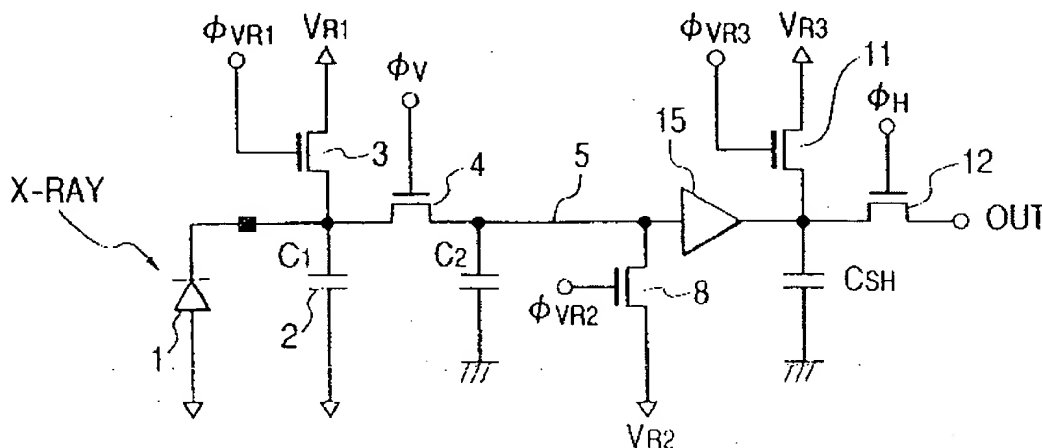 ϕVR1
VR1
ϕV
ϕVR3
VR3
11
ϕH
15
12
3
4
5
X-RAY
OUT
C1
C2
CSH
ϕVR2
8
1
2
VR2